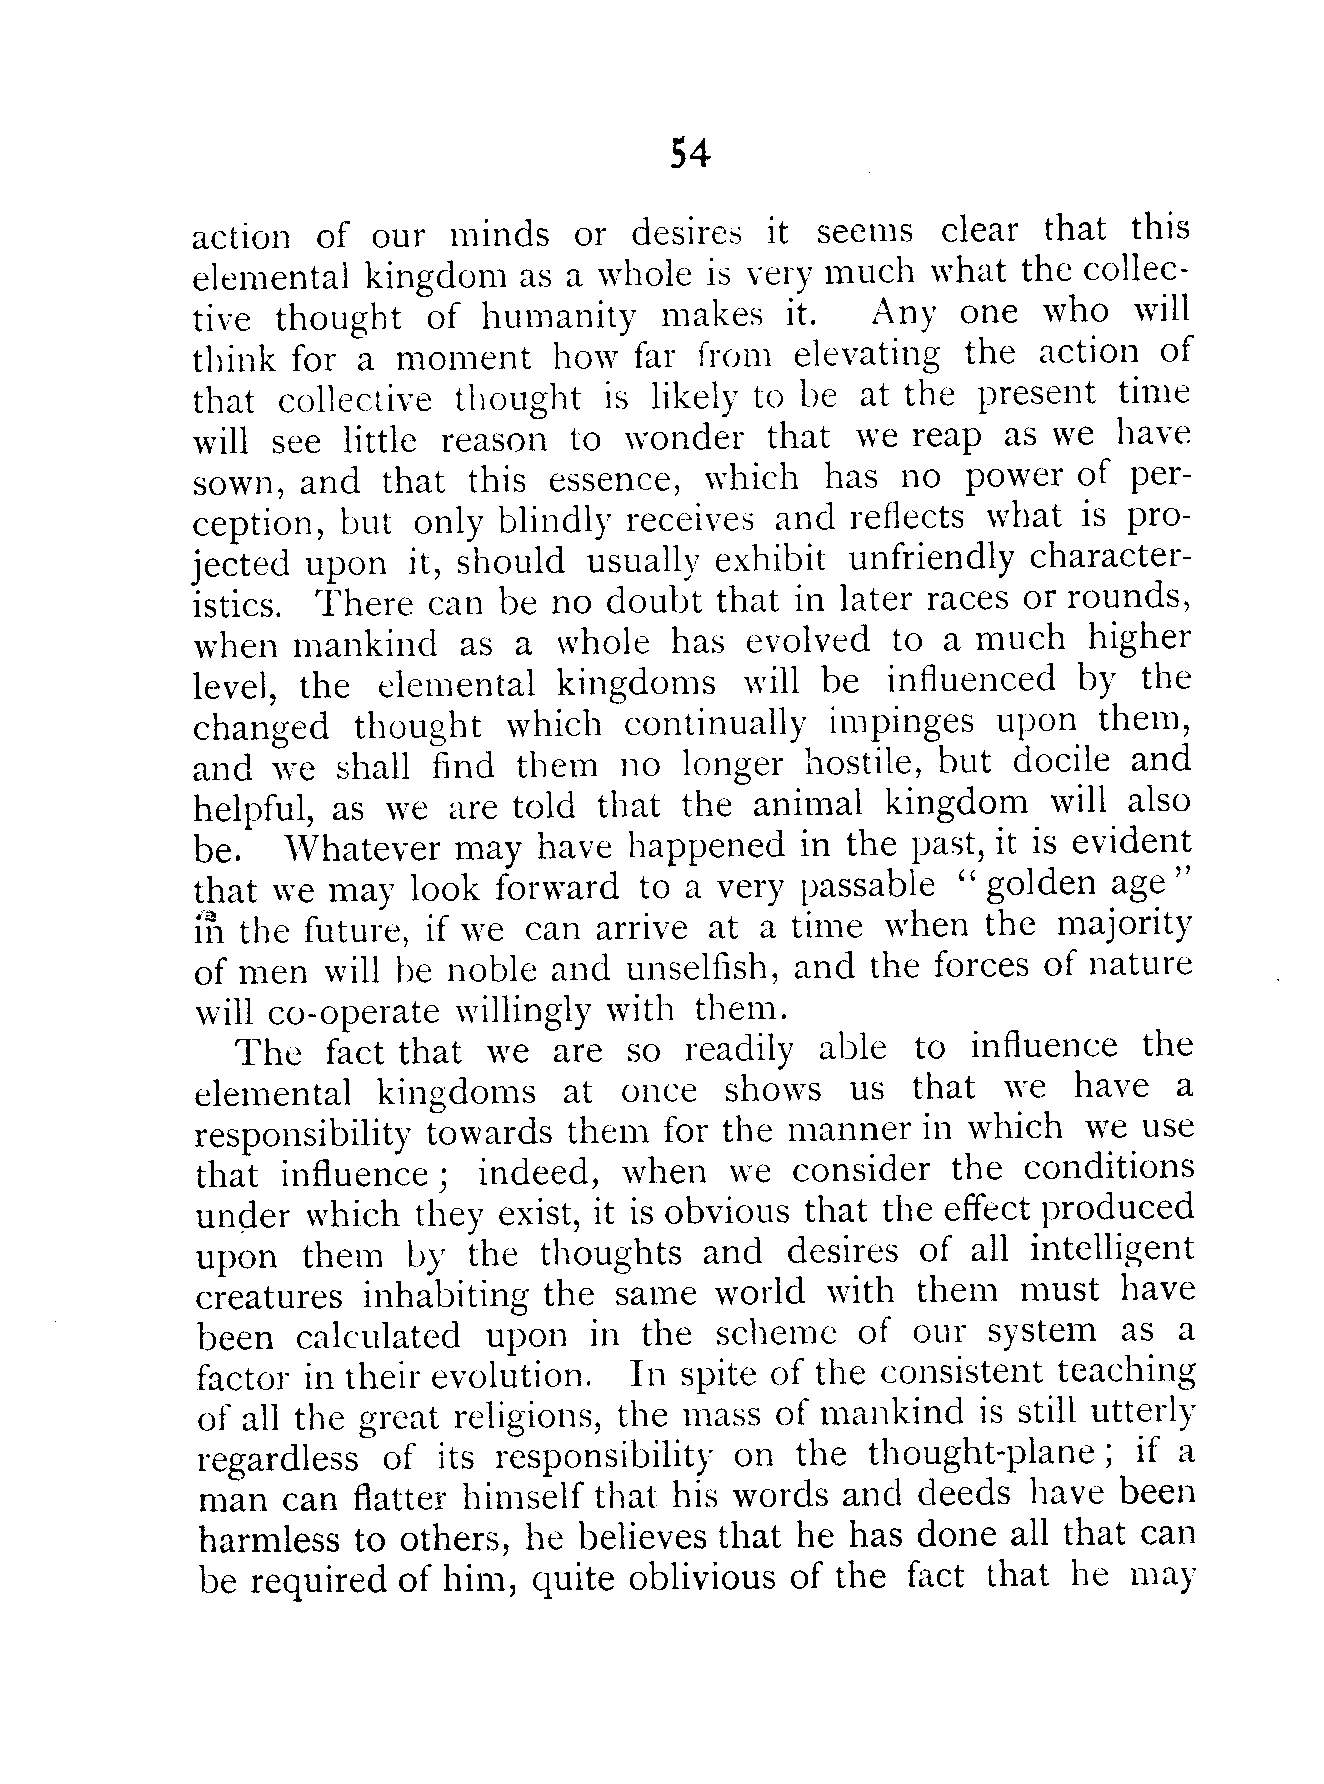 54
action of our minds or desires it seems clear that this
elemental kingdom as a whole is very much what the collec-
tive thought of humanity makes it. Any one who will
think for a moment how far from elevating the action of
that collective thought is likely to be at the present time
will see little reason to wonder that we reap as we have
sown, and that this essence, which has no power of per-
ception, but only blindly receives and reflects what is pro-
jected upon it, should usually exhibit unfriendly character-
istics. There can be no doubt that in later races or rounds,
when mankind as a whole has evolved to a much higher
level, the elemental kingdoms will be influenced by the
changed thought which continually impinges upon them,
and we shall find them no longer hostile, but docile and
helpful, as we are told that the animal kingdom will also
be. Whatever may have happened in the past, it is evident
that we may look forward to a very passable “ golden age ”
in the future, if we can arrive at a time when the majority
of men will be noble and unselfish, and the forces of nature
will co-operate willingly with them.
The fact that we are so readily able to influence the
elemental kingdoms at once shows us that we have a
responsibility towards them for the manner in which we use
that influence ; indeed, when we consider the conditions
under which they exist, it is obvious that the effect produced
upon them by the thoughts and desires of all intelligent
creatures inhabiting the same world with them must have
been calculated upon in the scheme of our system as a
factor in their evolution. In spite of the consistent teaching
of all the great religions, the mass of mankind is still utterly
regardless of its responsibility on the thought-plane ; if a
man can flatter himself that his words and deeds have been
harmless to others, he believes that he has done all that can
be required of him, quite oblivious of the fact that he may